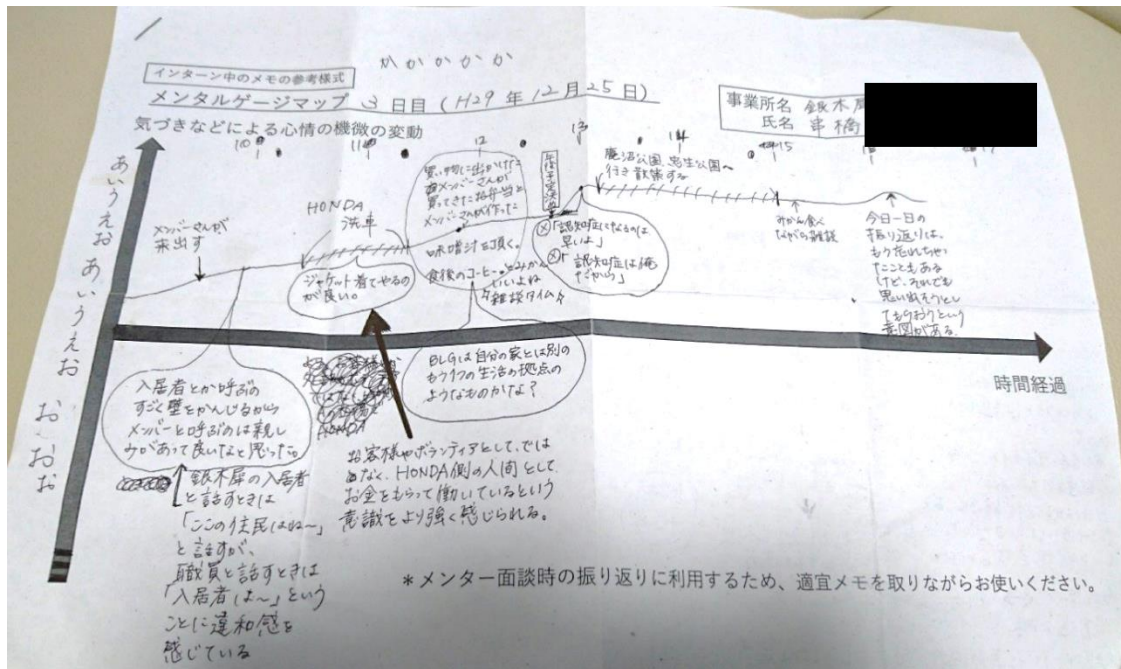 かかかかか
インターン中のメモの参考様式
メンタルゲージマップ 3日目(H29年12月25日)
事業所名 銀木犀
氏名 串橋
気づきなどによる心情の機微の変動
10 11 12 13 14 15
あいうえおあいうえお
お
お
お
メンバーさんが
来出す
HONDA
洗車
ジャケット着てやるの
が良い。
買い物に出かけた
メンバーさんが
買ってきたお弁当と
メンバーさんが作った
味噌汁を頂く。
食後のコーヒーとみかん
いいよね
雑談タイム
午後予定決め
「認知症になるのは
早いよ」
「認知症は俺
だから」
鹿沼公園、忠生公園へ
行き散策する
みかん食べ
ながら雑談
今日一日の
振り返りは、
もう忘れちゃっ
たこともある
けど、それでも
思い出そうとし
てもらおうという
意図がある。
時間経過
入居者とか呼ぶの
すごく壁をかんじるから
メンバーと呼ぶのは親し
みがあって良いなと思った。
銀木犀の入居者
と話すときは
「ここの住民はね〜」
と話すが、
職員と話すときは
「入居者は〜」という
ことに違和感を
感じている
HONDA
お客様やボランティアとして、では
なく、HONDA側の人間として
お金をもらって働いているという
意識をより強く感じられる。
BLGは自分の家とは別の
もう1つの生活の拠点の
ようなものかな?
*メンター面談時の振り返りに利用するため、適宜メモを取りながらお使いください。